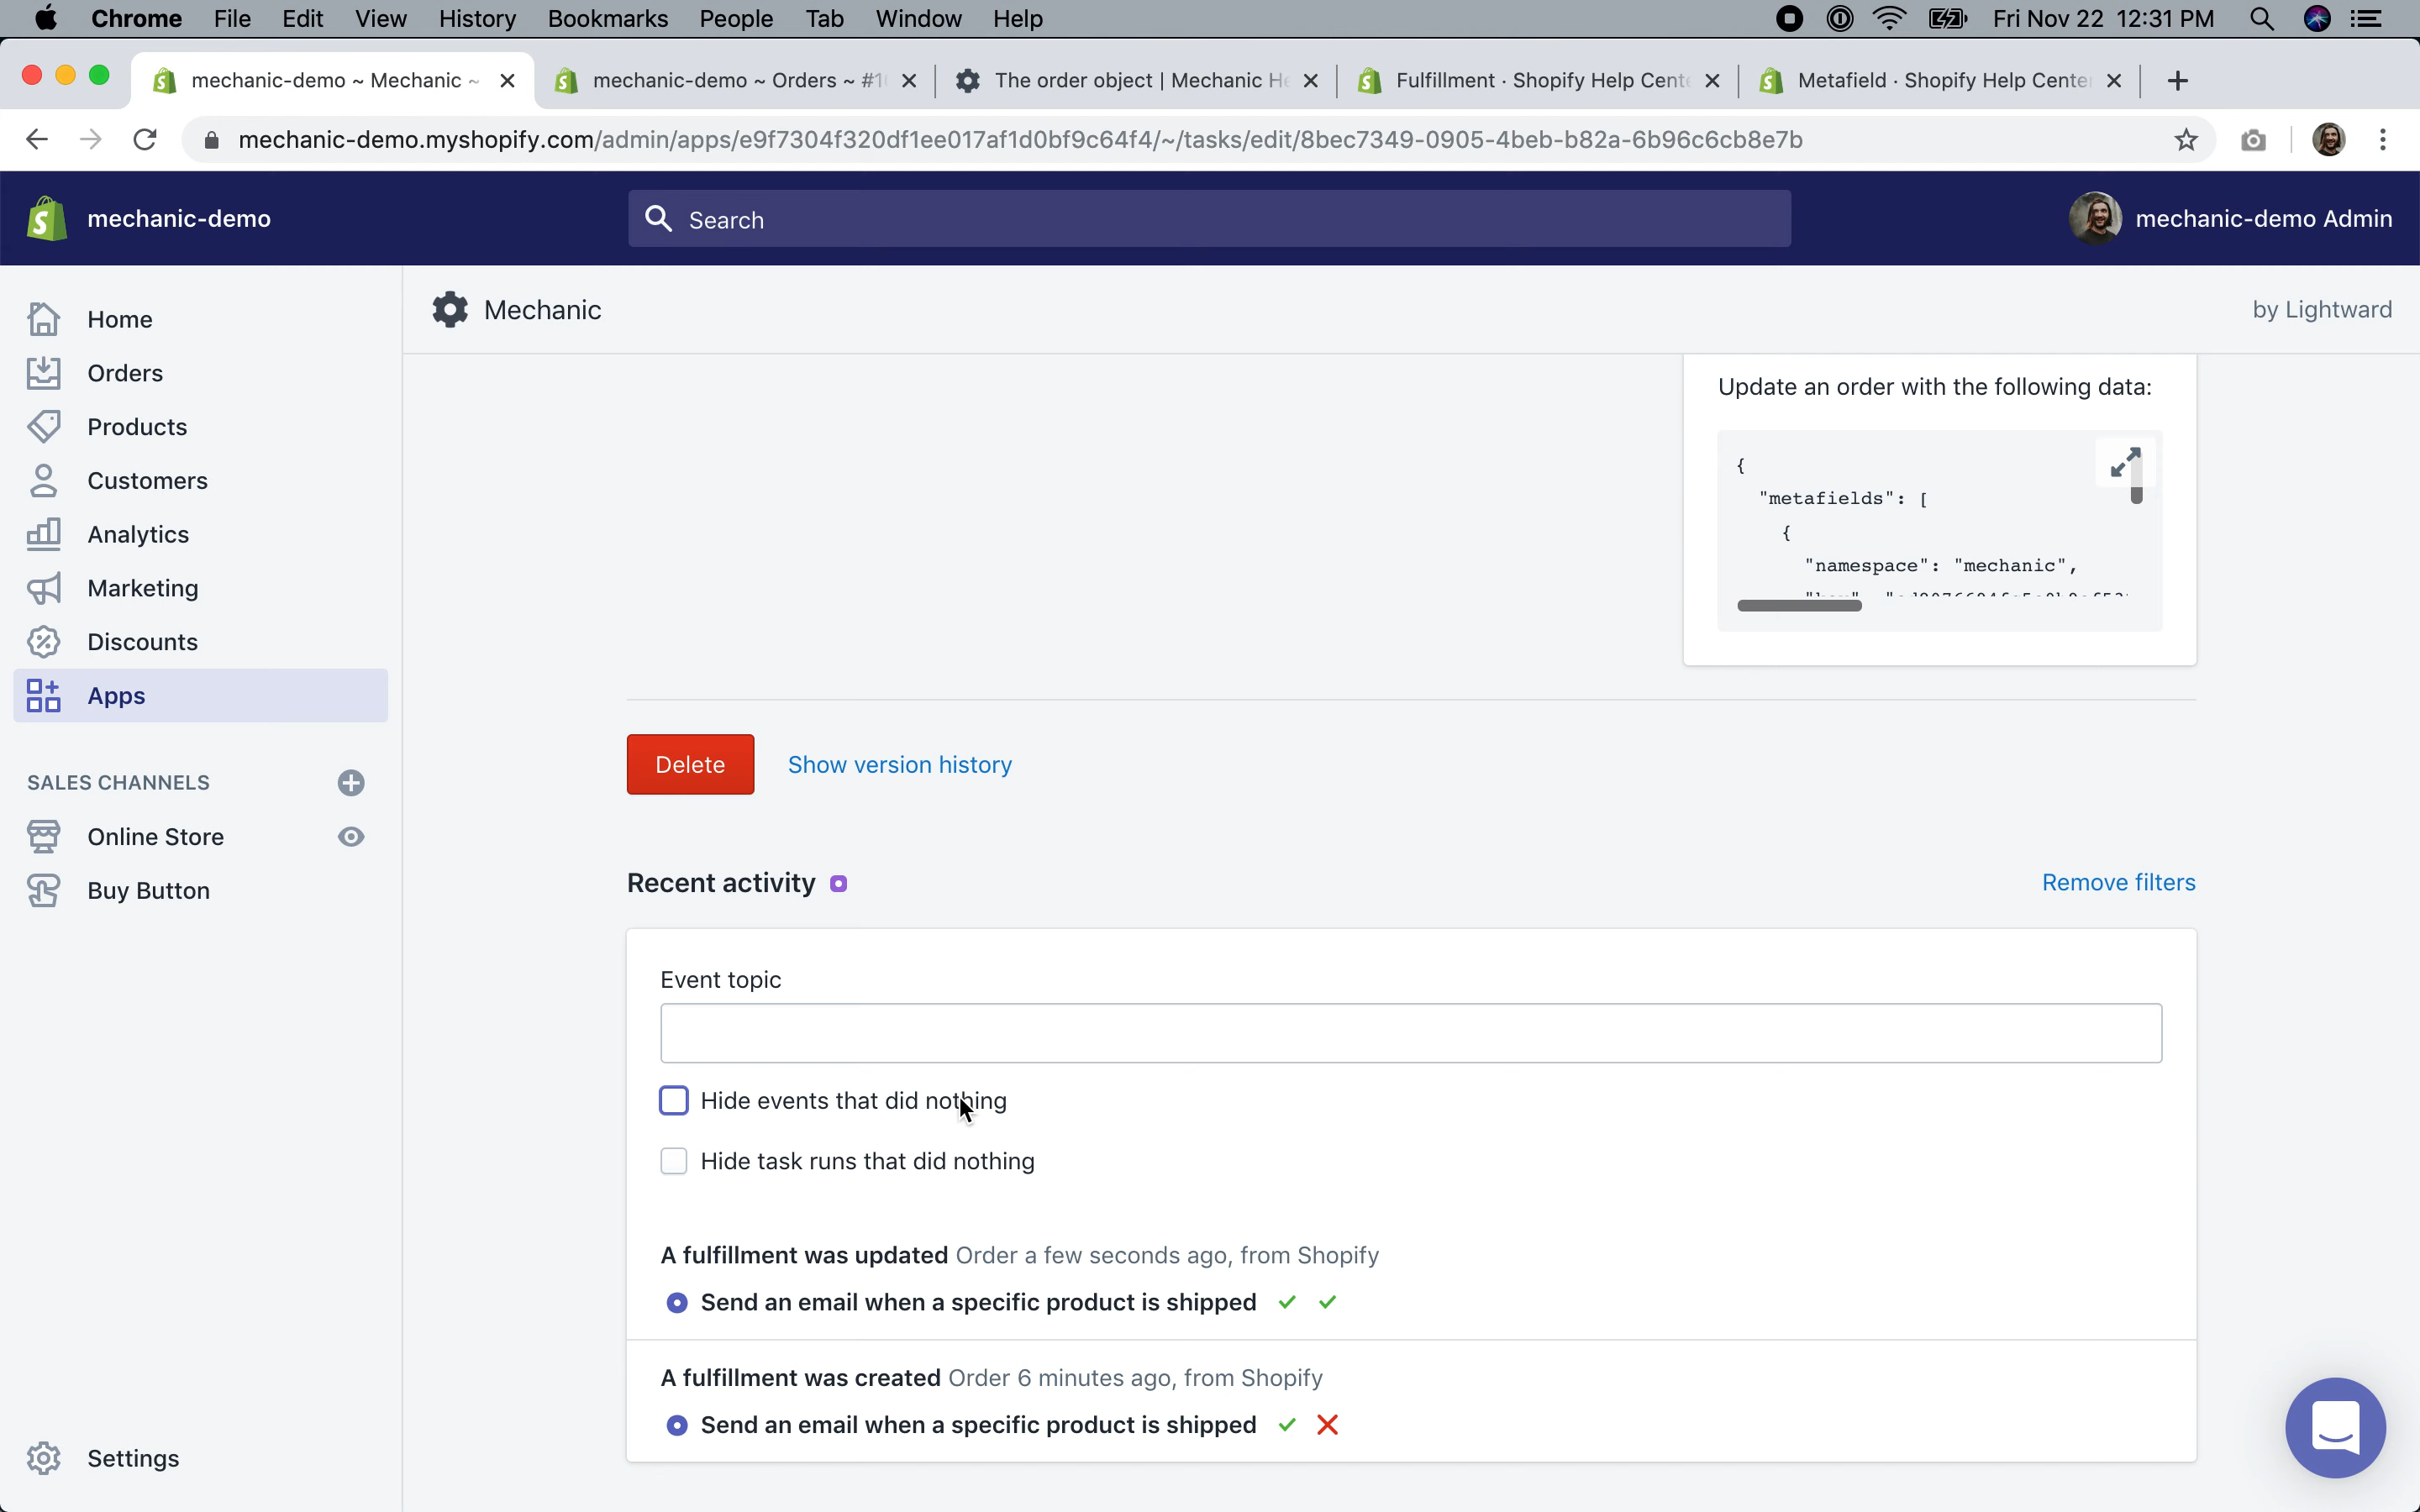 Chrome File Edit View History Bookmarks People Tab Window Help Fri Nov 22 12:31 PM
mechanic-demo ~ Mechanic ~ mechanic-demo ~ Orders ~ The order object | Mechanic Fulfillment · Shopify Help Metafield · Shopify Help
mechanic-demo.myshopify.com/admin/apps/e9f7304f320df1ee017af1d0bf9c64f4/~/tasks/edit/8bec7349-0905-4beb-b82a-6b96c6cb8e7b
mechanic-demo Search mechanic-demo Admin
Home
Orders
Products
Customers
Analytics
Marketing
Discounts
Apps
SALES CHANNELS
Online Store
Buy Button
Settings
Mechanic by Lightward
Update an order with the following data:
{
"metafields": [
{
"namespace": "mechanic",
Delete Show version history
Recent activity Remove filters
Event topic
Hide events that did nothing
Hide task runs that did nothing
A fulfillment was updated Order a few seconds ago, from Shopify
Send an email when a specific product is shipped
A fulfillment was created Order 6 minutes ago, from Shopify
Send an email when a specific product is shipped